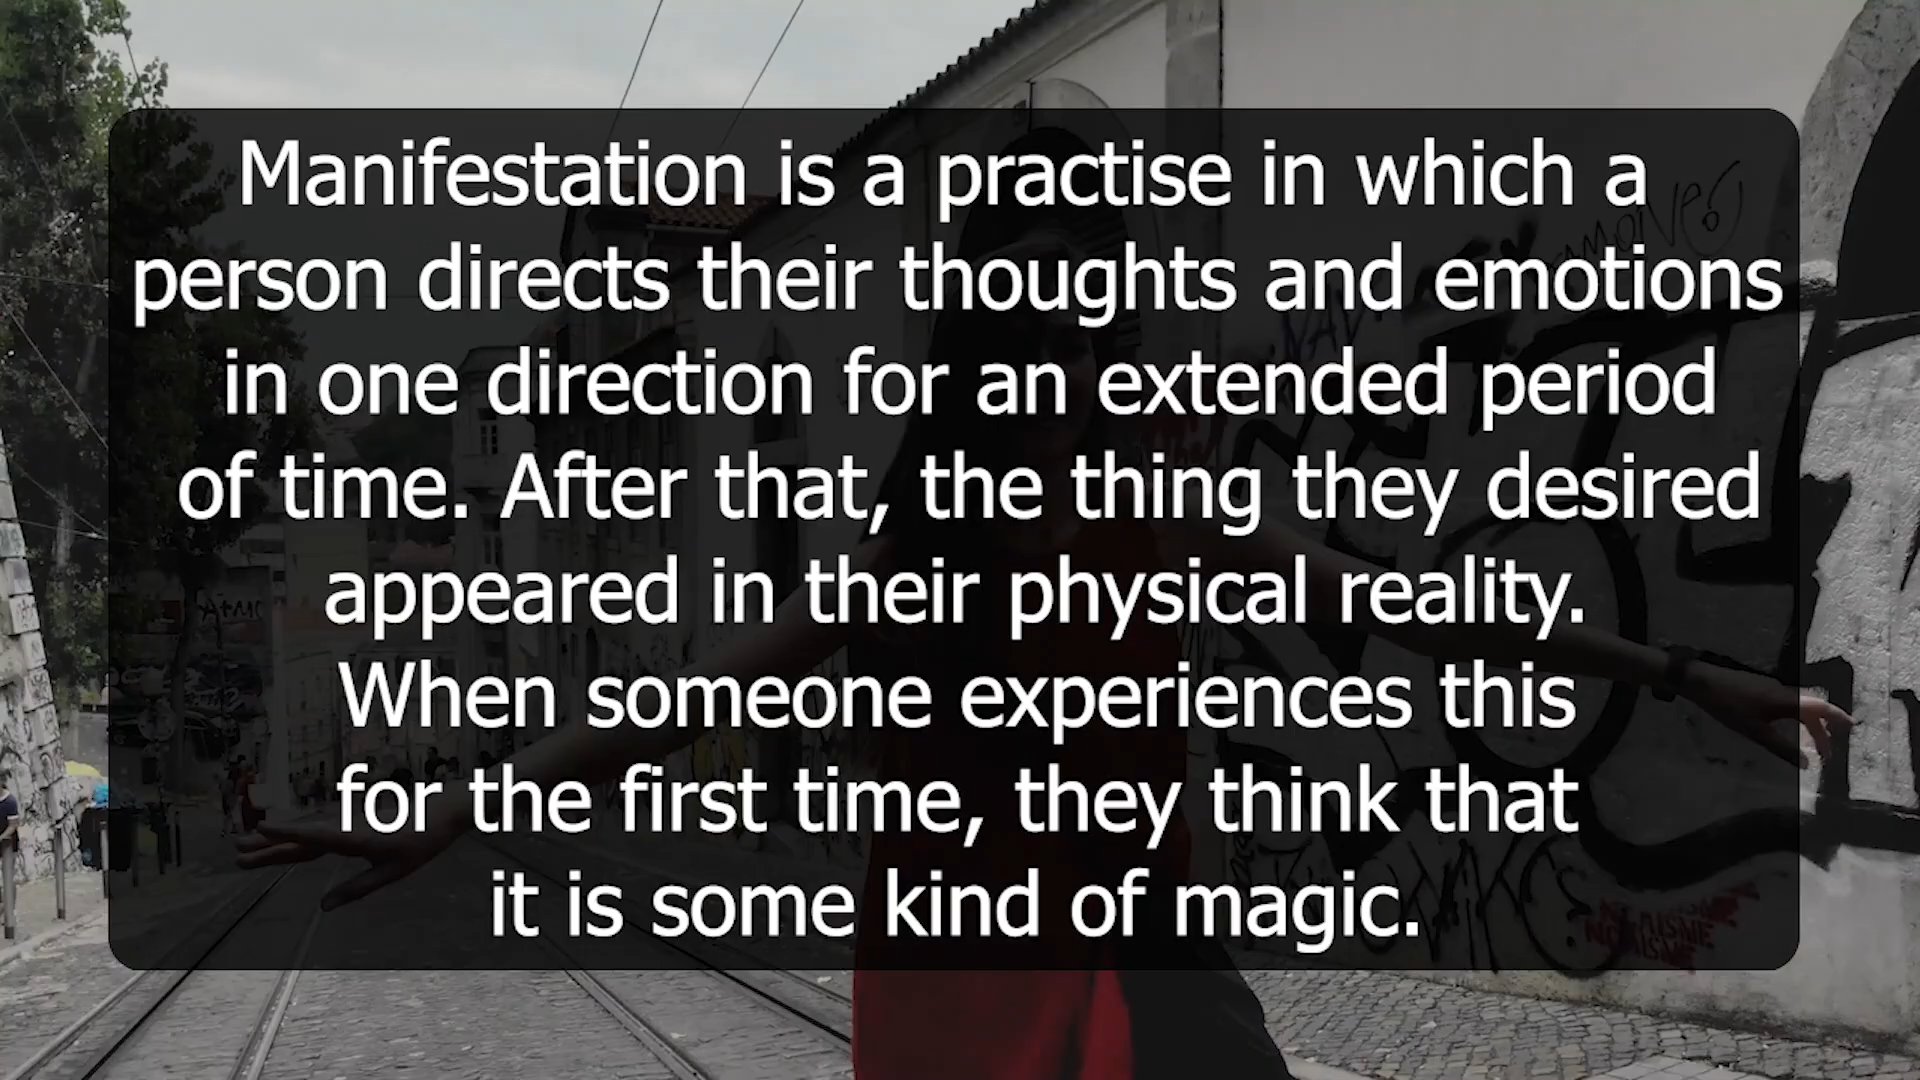 Manifestation is a practise in which a
person directs their thoughts and emotions
in one direction for an extended period
of time. After that, the thing they desired
appeared in their physical reality.
When someone experiences this
for the first time, they think that
it is some kind of magic.